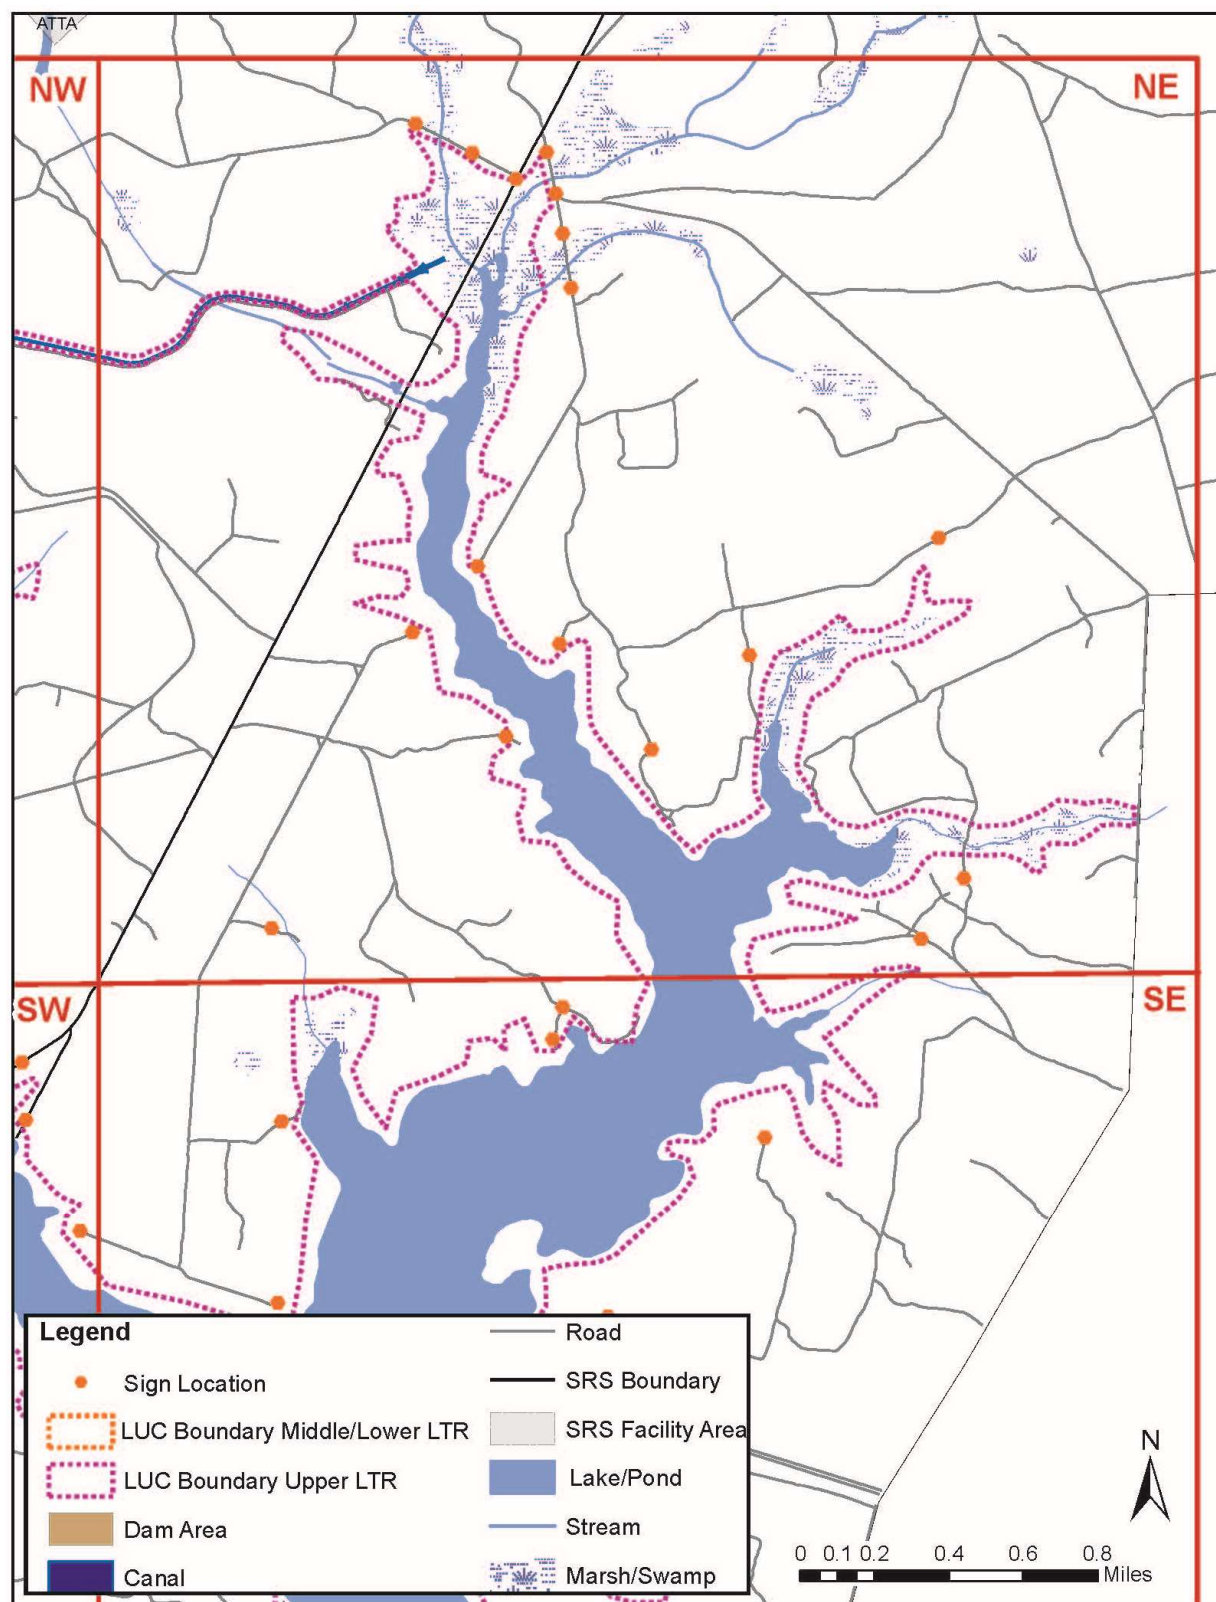 ATTA
NW
NE
SW
SE
Legend
Sign Location
LUC Boundary Middle/Lower LTR
LUC Boundary Upper LTR
Dam Area
Canal
Road
SRS Boundary
SRS Facility Area
Lake/Pond
Stream
Marsh/Swamp
N
0 0.1 0.2 0.4 0.6 0.8
Miles